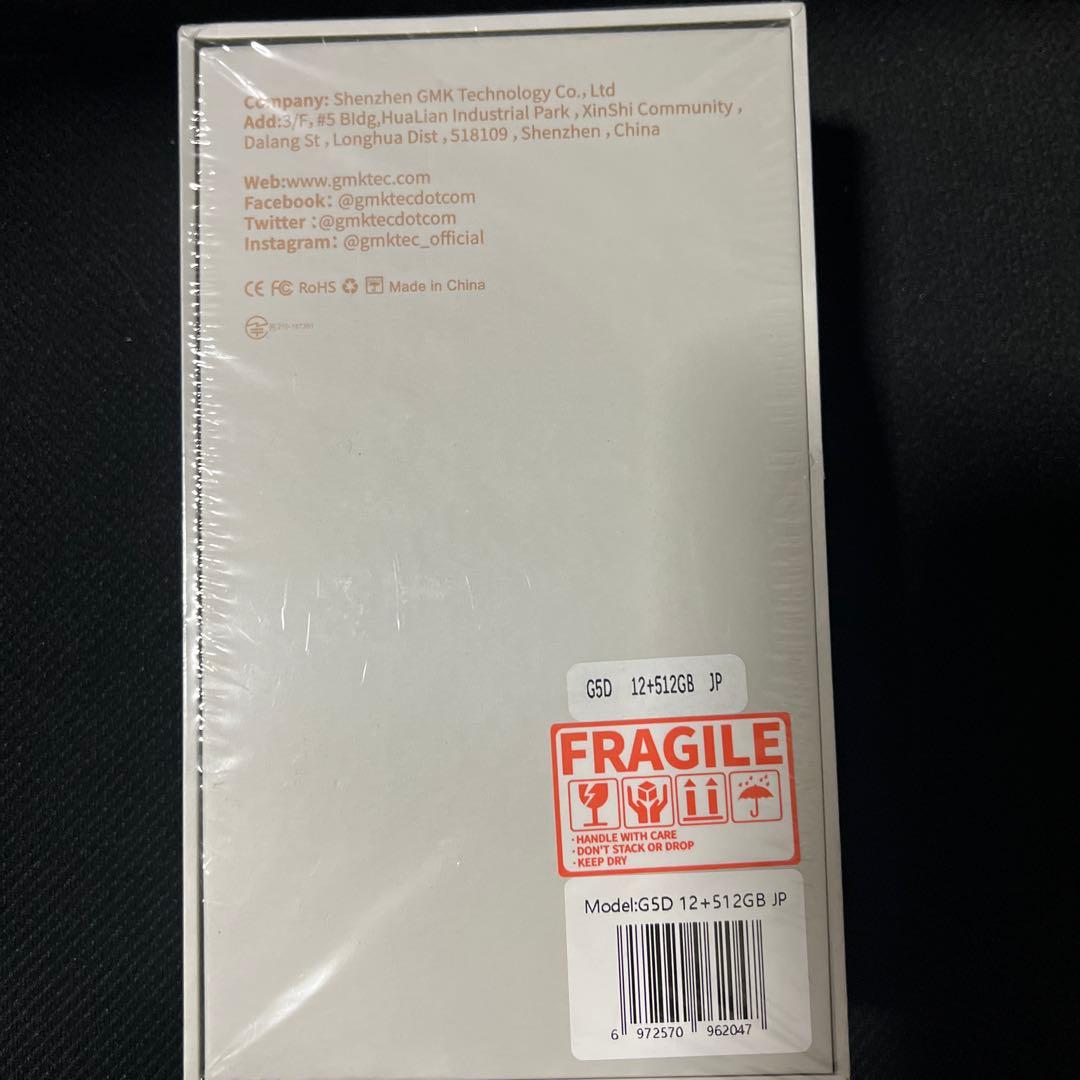 Company: Shenzhen GMK Technology Co., Ltd
Add:3/F, #5 Bldg,HuaLian Industrial Park , XinShi Community ,
Dalang St , Longhua Dist , 518109 , Shenzhen , China
Web:www.gmktec.com
Facebook: @gmktecdotcom
Twitter :@gmktecdotcom
Instagram: @gmktec_official
CE FC RoHS Made in China
G5D 12+512GB JP
FRAGILE
·HANDLE WITH CARE
·DON'T STACK OR DROP
·KEEP DRY
Model:G5D 12+512GB JP
6 972570 962047